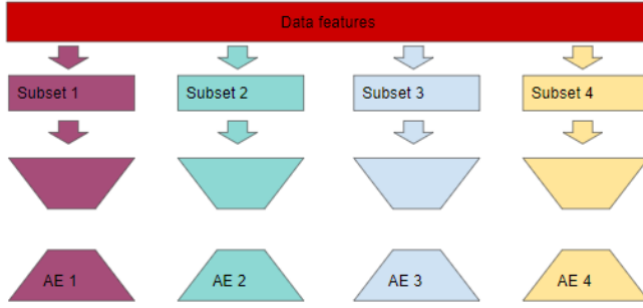 Data features
Subset 1
Subset 2
Subset 3
Subset 4
AE 1
AE 2
AE 3
AE 4